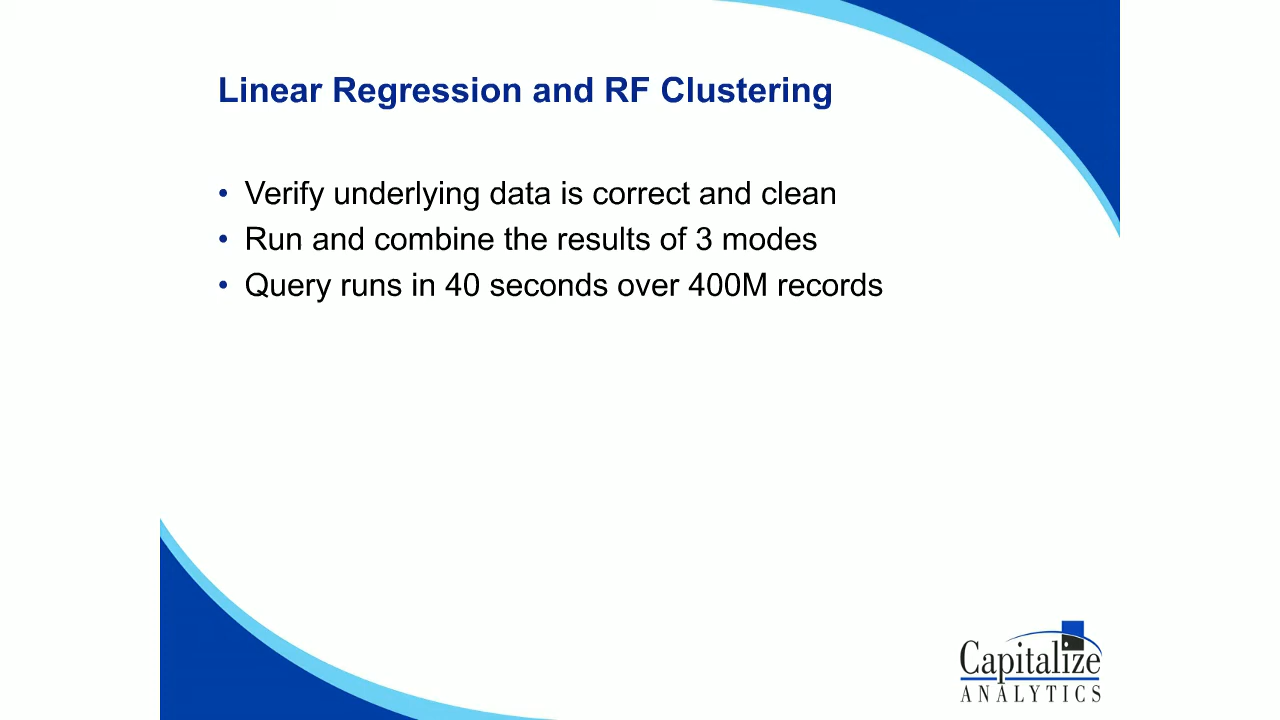 Linear Regression and RF Clustering
• Verify underlying data is correct and clean
• Run and combine the results of 3 modes
• Query runs in 40 seconds over 400M records
Capitalize
ANALYTICS